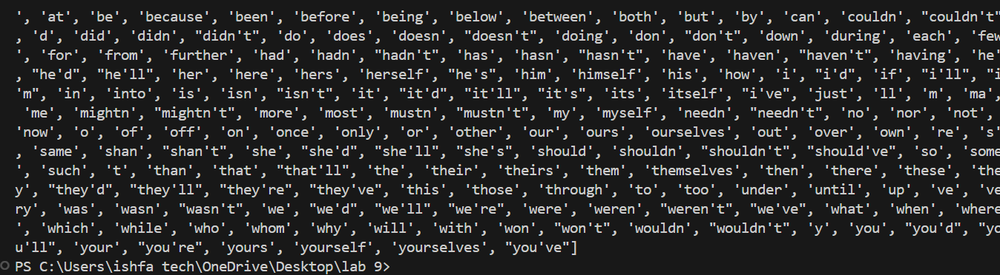 ', 'at', 'be', 'because', 'been', 'before', 'being', 'below', 'between', 'both', 'but', 'by', 'can', 'couldn', "couldn't"
, 'd', 'did', 'didn', "didn't", 'do', 'does', 'doesn', "doesn't", 'doing', 'don', "don't", 'down', 'during', 'each', 'few
', 'for', 'from', 'further', 'had', 'hadn', "hadn't", 'has', 'hasn', "hasn't", 'have', 'haven', "haven't", 'having', 'he'
, "he'd", "he'll", 'her', 'here', 'hers', 'herself', "he's", 'him', 'himself', 'his', 'how', 'i', "i'd", 'if', "i'll", "i
'm", 'in', 'into', 'is', 'isn', "isn't", 'it', "it'd", "it'll", "it's", 'its', 'itself', "i've", 'just', 'll', 'm', 'ma',
'me', 'mightn', "mightn't", 'more', 'most', 'mustn', "mustn't", 'my', 'myself', 'needn', "needn't", 'no', 'nor', 'not',
'now', 'o', 'of', 'off', 'on', 'once', 'only', 'or', 'other', 'our', 'ours', 'ourselves', 'out', 'over', 'own', 're', 's'
, 'same', 'shan', "shan't", 'she', "she'd", "she'll", "she's", 'should', 'shouldn', "shouldn't", "should've", 'so', 'some
', 'such', 't', 'than', 'that', "that'll", 'the', 'their', 'theirs', 'them', 'themselves', 'then', 'there', 'these', 'the
y', "they'd", "they'll", "they're", "they've", 'this', 'those', 'through', 'to', 'too', 'under', 'until', 'up', 've', 've
ry', 'was', 'wasn', "wasn't", 'we', "we'd", "we'll", "we're", 'were', 'weren', "weren't", "we've", 'what', 'when', 'where
', 'which', 'while', 'who', 'whom', 'why', 'will', 'with', 'won', "won't", 'wouldn', "wouldn't", 'y', 'you', "you'd", "yo
u'll", 'your', "you're", 'yours', 'yourself', 'yourselves', "you've"]
PS C:\Users\ishfa tech\OneDrive\Desktop\lab 9>